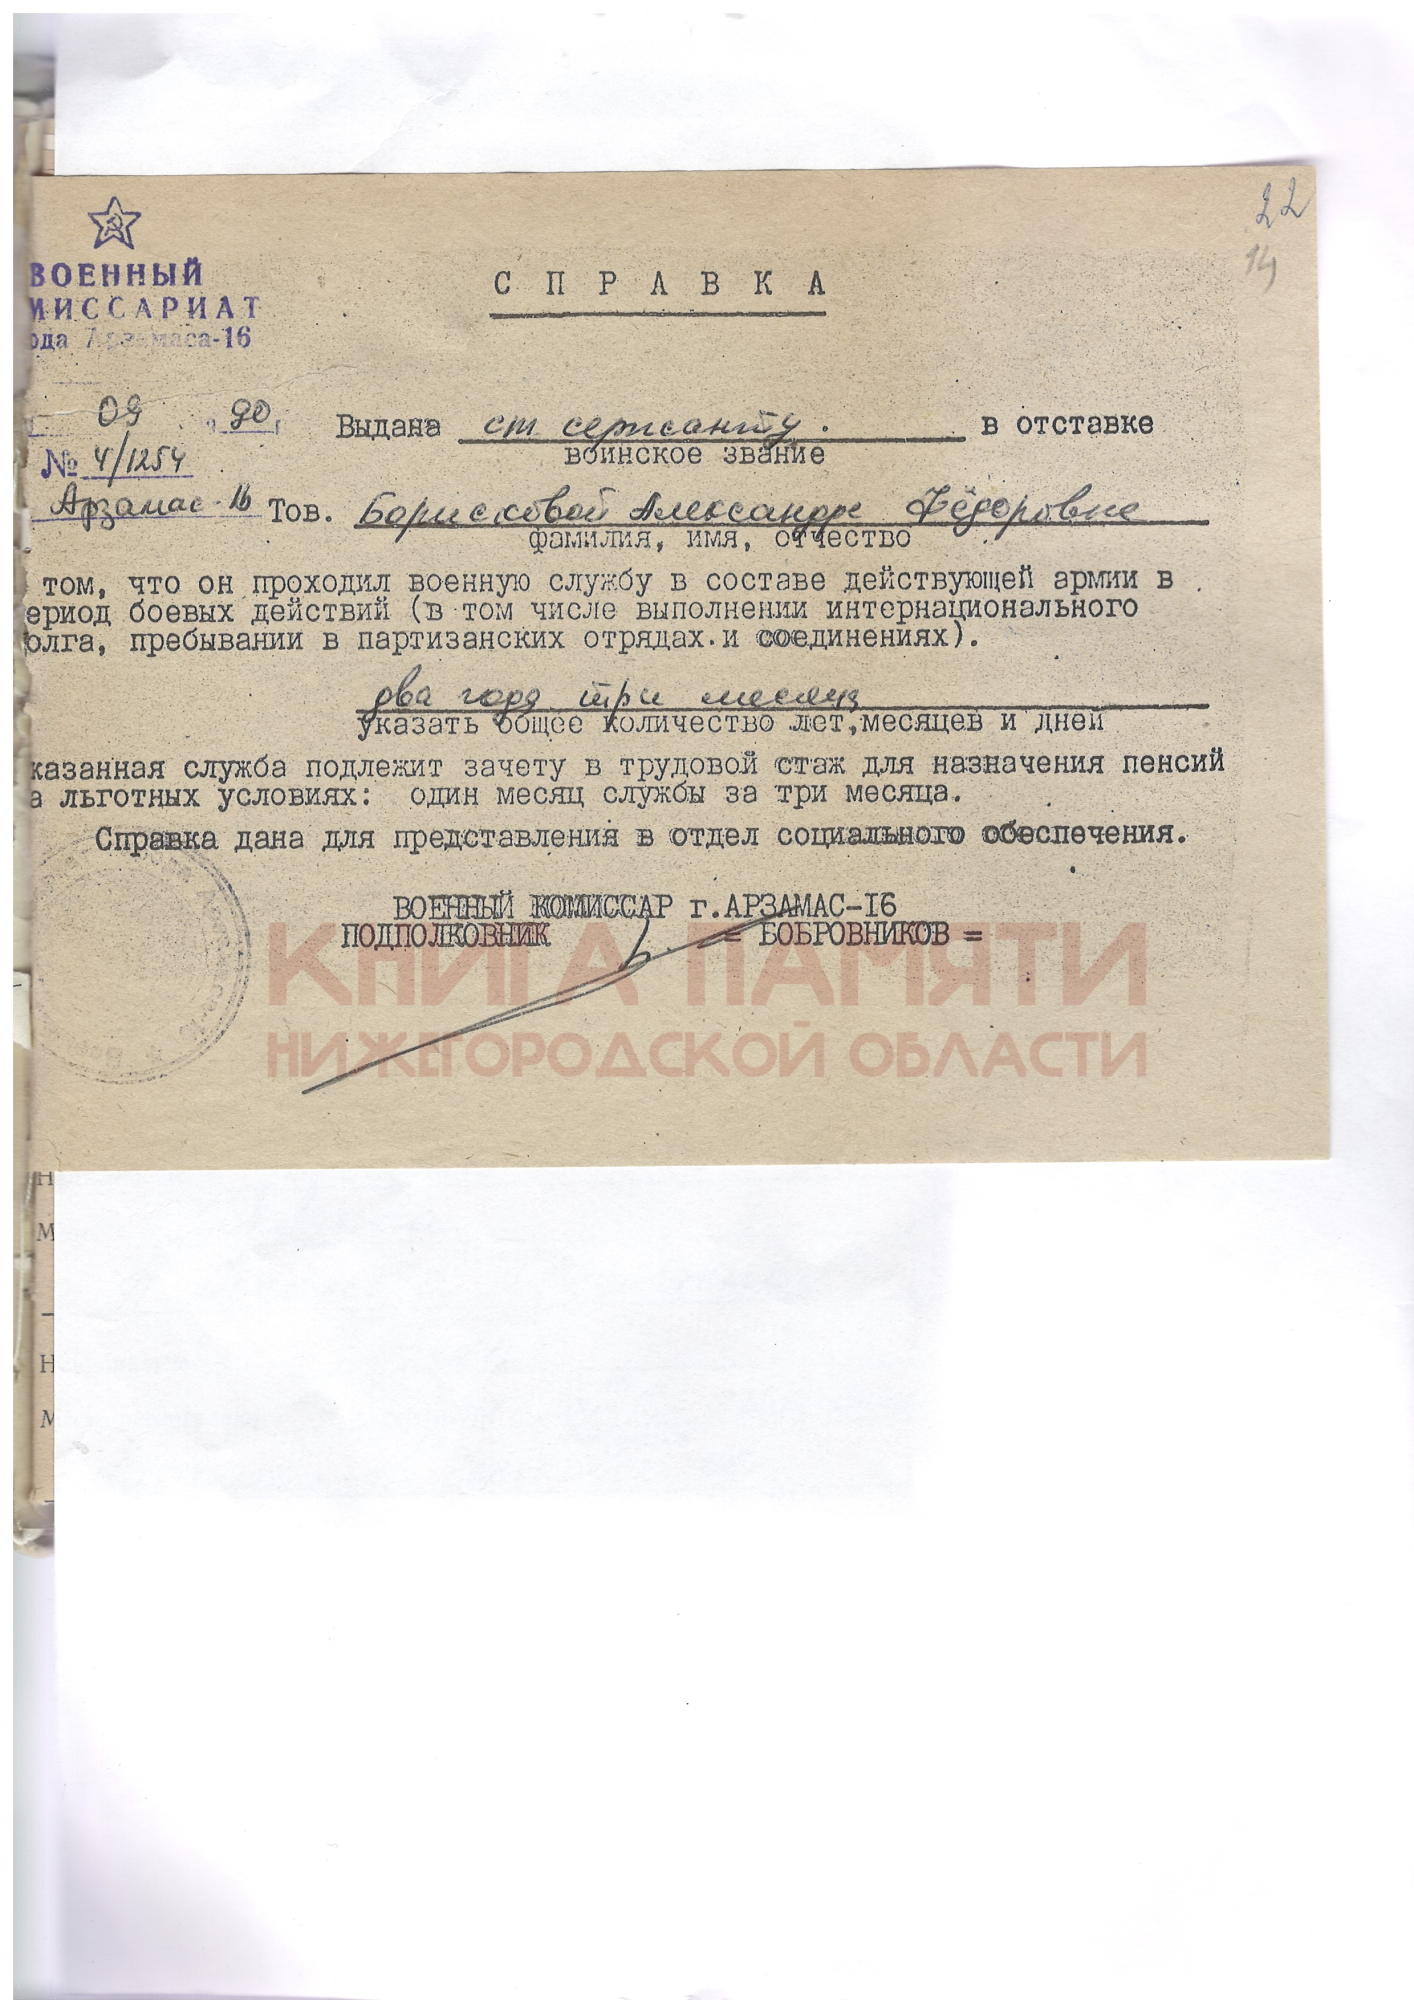 22
14
ВОЕННЫЙ
МИССАРИАТ
ода Арзамаса-16
С П Р А В К А
09 90
Выдана ст сержанту. в отставке
воинское звание
№ 4/1254
Арзамас-16
Тов. Борисковой Александре Фёдоровне
фамилия, имя, отчество
том, что он проходил военную службу в составе действующей армии в
ериод боевых действий (в том числе выполнении интернационального
олга, пребывании в партизанских отрядах и соединениях).
два года три месяца
указать общее количество лет, месяцев и дней
казанная служба подлежит зачету в трудовой стаж для назначения пенсий
а льготных условиях: один месяц службы за три месяца.
Справка дана для представления в отдел социального обеспечения.
ВОЕННЫЙ КОМИССАР г.АРЗАМАС-16
ПОДПОЛКОВНИК = БОБРОВНИКОВ =
КНИГА ПАМЯТИ
НИЖЕГОРОДСКОЙ ОБЛАСТИ
Н
М
Н
М